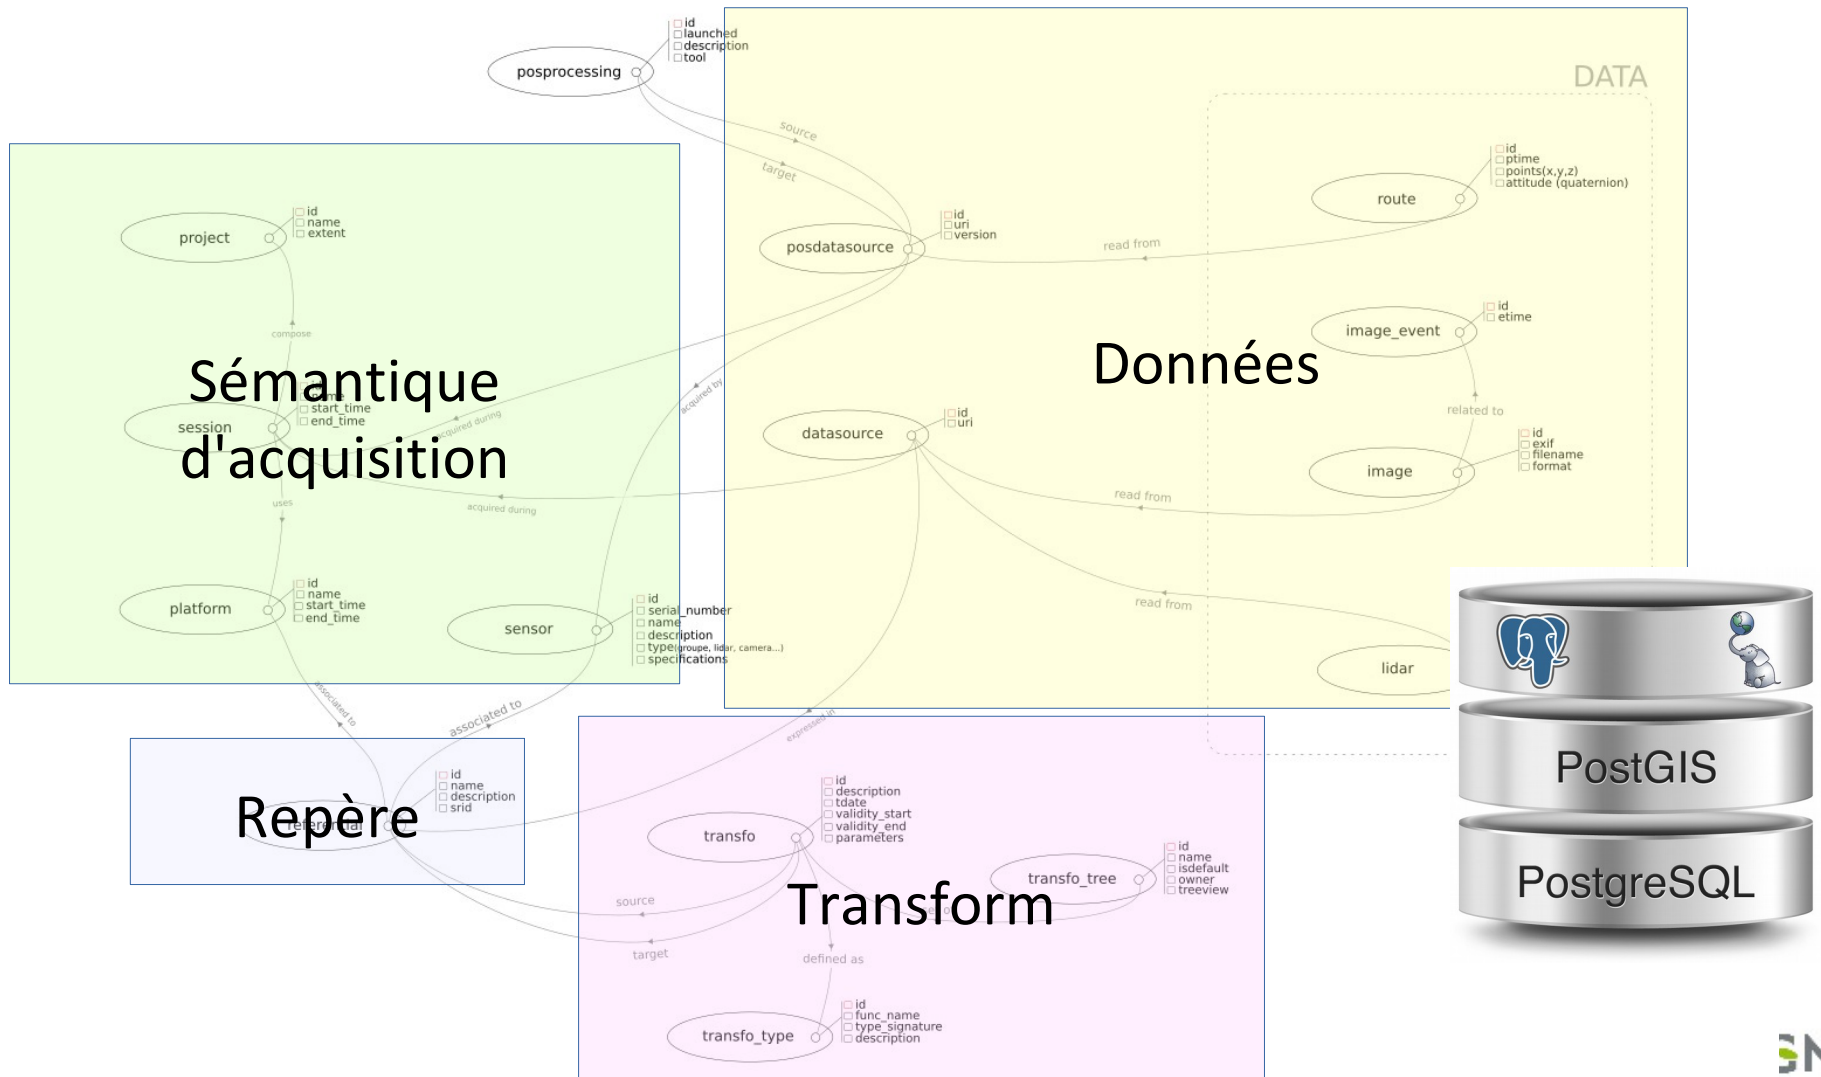 id
launched
description
tool
posprocessing
DATA
source
target
id
ptime
points(x,y,z)
attitude (quaternion)
route
id
name
extent
project
id
uri
version
posdatasource
read from
id
etime
image_event
compose
Sémantique
d'acquisition
Données
name
start_time
end_time
session
acquired during
acquired by
id
uri
datasource
related to
id
exif
filename
format
image
read from
uses
acquired during
id
name
start_time
end_time
platform
sensor
id
serial_number
name
description
type(groupe, lidar, camera...)
specifications
read from
lidar
associated to
associated to
expressed in
id
name
description
srid
Repère
id
description
tdate
validity_start
validity_end
parameters
transfo
id
name
isdefault
owner
treeview
transfo_tree
Transform
source
target
defined as
id
func_name
type_signature
description
transfo_type
PostGIS
PostgreSQL